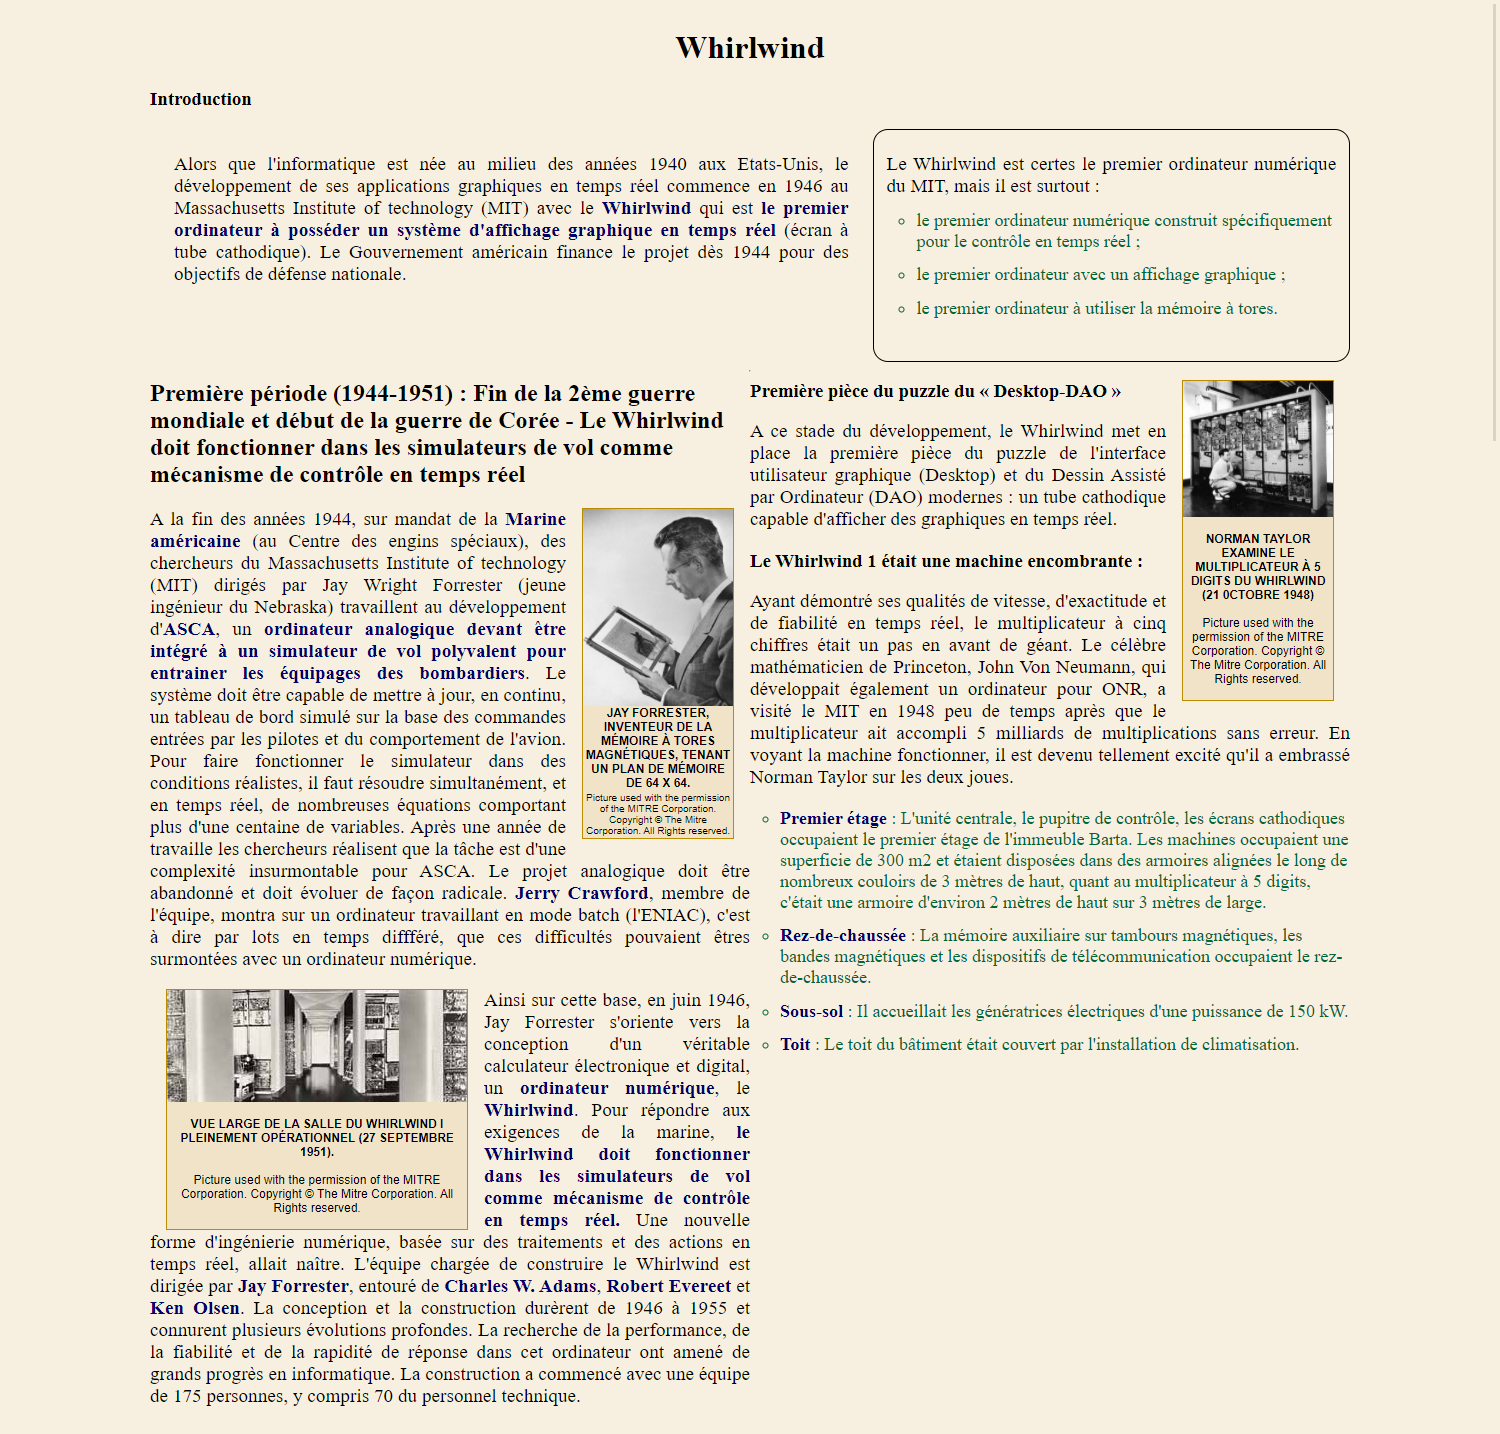 Whirlwind
Introduction
Alors que l'informatique est née au milieu des années 1940 aux Etats-Unis, le
développement de ses applications graphiques en temps réel commence en 1946 au
Massachusetts Institute of technology (MIT) avec le Whirlwind qui est le premier
ordinateur à posséder un système d'affichage graphique en temps réel (écran à
tube cathodique). Le Gouvernement américain finance le projet dès 1944 pour des
objectifs de défense nationale.
Le Whirlwind est certes le premier ordinateur numérique
du MIT, mais il est surtout :
le premier ordinateur numérique construit spécifiquement
pour le contrôle en temps réel ;
le premier ordinateur avec un affichage graphique ;
le premier ordinateur à utiliser la mémoire à tores.
Première période (1944-1951) : Fin de la 2ème guerre
mondiale et début de la guerre de Corée - Le Whirlwind
doit fonctionner dans les simulateurs de vol comme
mécanisme de contrôle en temps réel
A la fin des années 1944, sur mandat de la Marine
américaine (au Centre des engins spéciaux), des
chercheurs du Massachusetts Institute of technology
(MIT) dirigés par Jay Wright Forrester (jeune
ingénieur du Nebraska) travaillent au développement
d'ASCA, un ordinateur analogique devant être
intégré à un simulateur de vol polyvalent pour
entrainer les équipages des bombardiers. Le
système doit être capable de mettre à jour, en continu,
un tableau de bord simulé sur la base des commandes
entrées par les pilotes et du comportement de l'avion.
Pour faire fonctionner le simulateur dans des
conditions réalistes, il faut résoudre simultanément, et
en temps réel, de nombreuses équations comportant
plus d'une centaine de variables. Après une année de
travaille les chercheurs réalisent que la tâche est d'une
complexité insurmontable pour ASCA. Le projet analogique doit être
abandonné et doit évoluer de façon radicale. Jerry Crawford, membre de
l'équipe, montra sur un ordinateur travaillant en mode batch (l'ENIAC), c'est
à dire par lots en temps diffféré, que ces difficultés pouvaient êtres
surmontées avec un ordinateur numérique.
JAY FORRESTER,
INVENTEUR DE LA
MÉMOIRE À TORES
MAGNÉTIQUES, TENANT
UN PLAN DE MÉMOIRE
DE 64 X 64.
Picture used with the permission
of the MITRE Corporation.
Copyright © The Mitre
Corporation. All Rights reserved.
VUE LARGE DE LA SALLE DU WHIRLWIND I
PLEINEMENT OPÉRATIONNEL (27 SEPTEMBRE
1951).
Picture used with the permission of the MITRE
Corporation. Copyright © The Mitre Corporation. All
Rights reserved.
Ainsi sur cette base, en juin 1946,
Jay Forrester s'oriente vers la
conception d'un véritable
calculateur électronique et digital,
un ordinateur numérique, le
Whirlwind. Pour répondre aux
exigences de la marine, le
Whirlwind doit fonctionner
dans les simulateurs de vol
comme mécanisme de contrôle
en temps réel. Une nouvelle
forme d'ingénierie numérique, basée sur des traitements et des actions en
temps réel, allait naître. L'équipe chargée de construire le Whirlwind est
dirigée par Jay Forrester, entouré de Charles W. Adams, Robert Evereet et
Ken Olsen. La conception et la construction durèrent de 1946 à 1955 et
connurent plusieurs évolutions profondes. La recherche de la performance, de
la fiabilité et de la rapidité de réponse dans cet ordinateur ont amené de
grands progrès en informatique. La construction a commencé avec une équipe
de 175 personnes, y compris 70 du personnel technique.
Première pièce du puzzle du « Desktop-DAO »
A ce stade du développement, le Whirlwind met en
place la première pièce du puzzle de l'interface
utilisateur graphique (Desktop) et du Dessin Assisté
par Ordinateur (DAO) modernes : un tube cathodique
capable d'afficher des graphiques en temps réel.
NORMAN TAYLOR
EXAMINE LE
MULTIPLICATEUR À 5
DIGITS DU WHIRLWIND
(21 0CTOBRE 1948)
Picture used with the
permission of the MITRE
Corporation. Copyright ©
The Mitre Corporation. All
Rights reserved.
Le Whirlwind 1 était une machine encombrante :
Ayant démontré ses qualités de vitesse, d'exactitude et
de fiabilité en temps réel, le multiplicateur à cinq
chiffres était un pas en avant de géant. Le célèbre
mathématicien de Princeton, John Von Neumann, qui
développait également un ordinateur pour ONR, a
visité le MIT en 1948 peu de temps après que le
multiplicateur ait accompli 5 milliards de multiplications sans erreur. En
voyant la machine fonctionner, il est devenu tellement excité qu'il a embrassé
Norman Taylor sur les deux joues.
Premier étage : L'unité centrale, le pupitre de contrôle, les écrans cathodiques
occupaient le premier étage de l'immeuble Barta. Les machines occupaient une
superficie de 300 m2 et étaient disposées dans des armoires alignées le long de
nombreux couloirs de 3 mètres de haut, quant au multiplicateur à 5 digits,
c'était une armoire d'environ 2 mètres de haut sur 3 mètres de large.
Rez-de-chaussée : La mémoire auxiliaire sur tambours magnétiques, les
bandes magnétiques et les dispositifs de télécommunication occupaient le rez-
de-chaussée.
Sous-sol : Il accueillait les génératrices électriques d'une puissance de 150 kW.
Toit : Le toit du bâtiment était couvert par l'installation de climatisation.